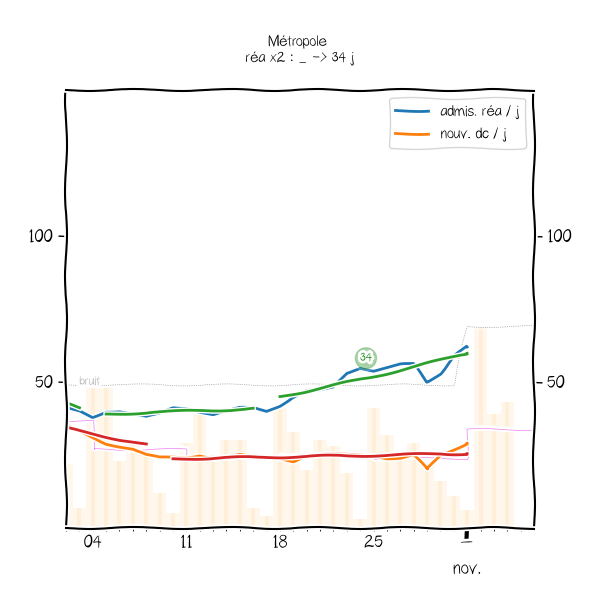 Métropole
réa x2 : _ -> 34 j
admis. réa / j
nouv. dc / j
100
100
34
bruit
50
50
04
11
18
25
1
nov.